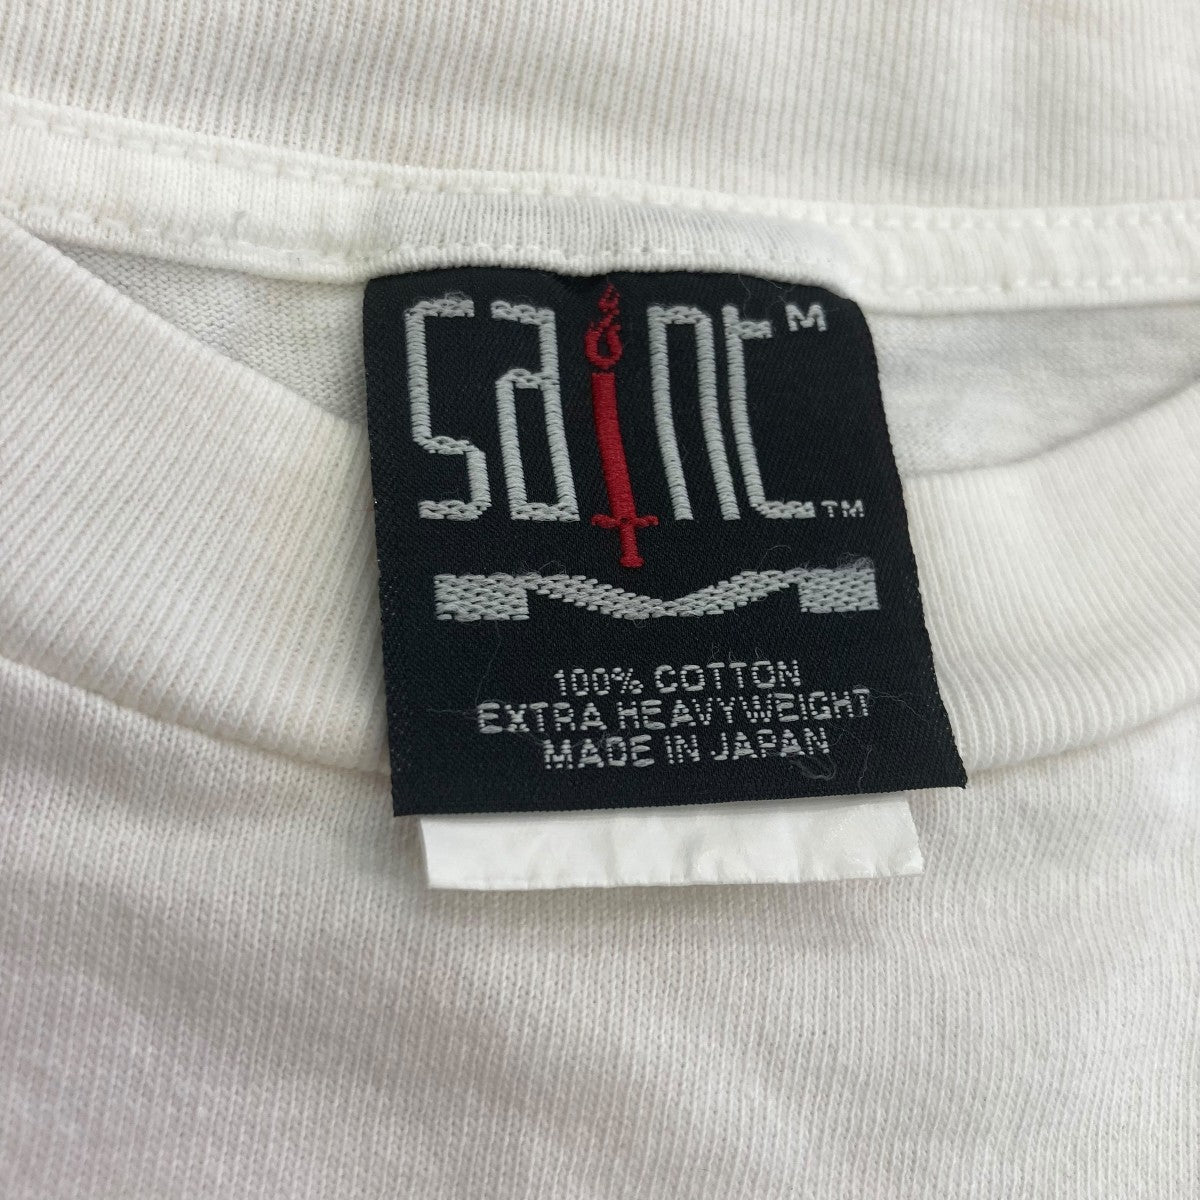 SaiNt M
TM
100% COTTON
EXTRA HEAVYWEIGHT
MADE IN JAPAN